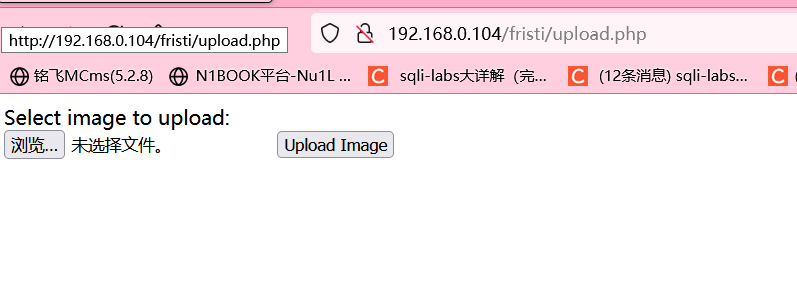 http://192.168.0.104/fristi/upload.php
192.168.0.104/fristi/upload.php
铭飞MCms(5.2.8) N1BOOK平台-Nu1L ... sqli-labs大详解（完... (12条消息) sqli-labs...
Select image to upload:
浏览... 未选择文件。 Upload Image